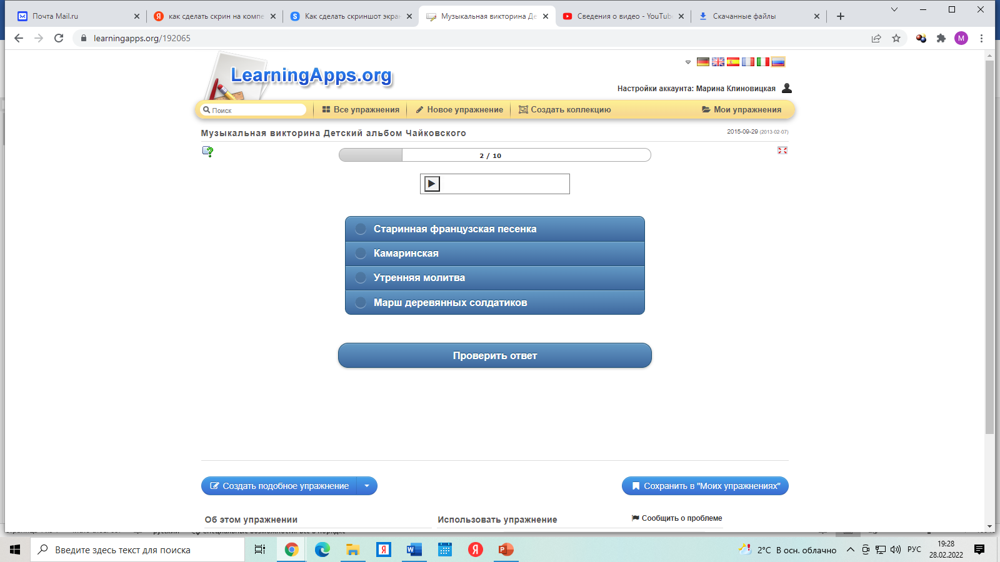 Почта Mail.ru
как сделать скрин на компе
Как сделать скриншот экран
Музыкальная викторина Де
Сведения о видео - YouTube
Скачанные файлы
learningapps.org/192065
M
LearningApps.org
Настройки аккаунта: Марина Клиновицкая
Поиск
Все упражнения
Новое упражнение
Создать коллекцию
Мои упражнения
Музыкальная викторина Детский альбом Чайковского
2015-09-29 (2013-02-07)
2 / 10
Старинная французская песенка
Камаринская
Утренняя молитва
Марш деревянных солдатиков
Проверить ответ
Создать подобное упражнение
Сохранить в "Моих упражнениях"
Об этом упражнении
Использовать упражнение
Сообщить о проблеме
Введите здесь текст для поиска
2°C В осн. облачно
РУС
19:28
28.02.2022